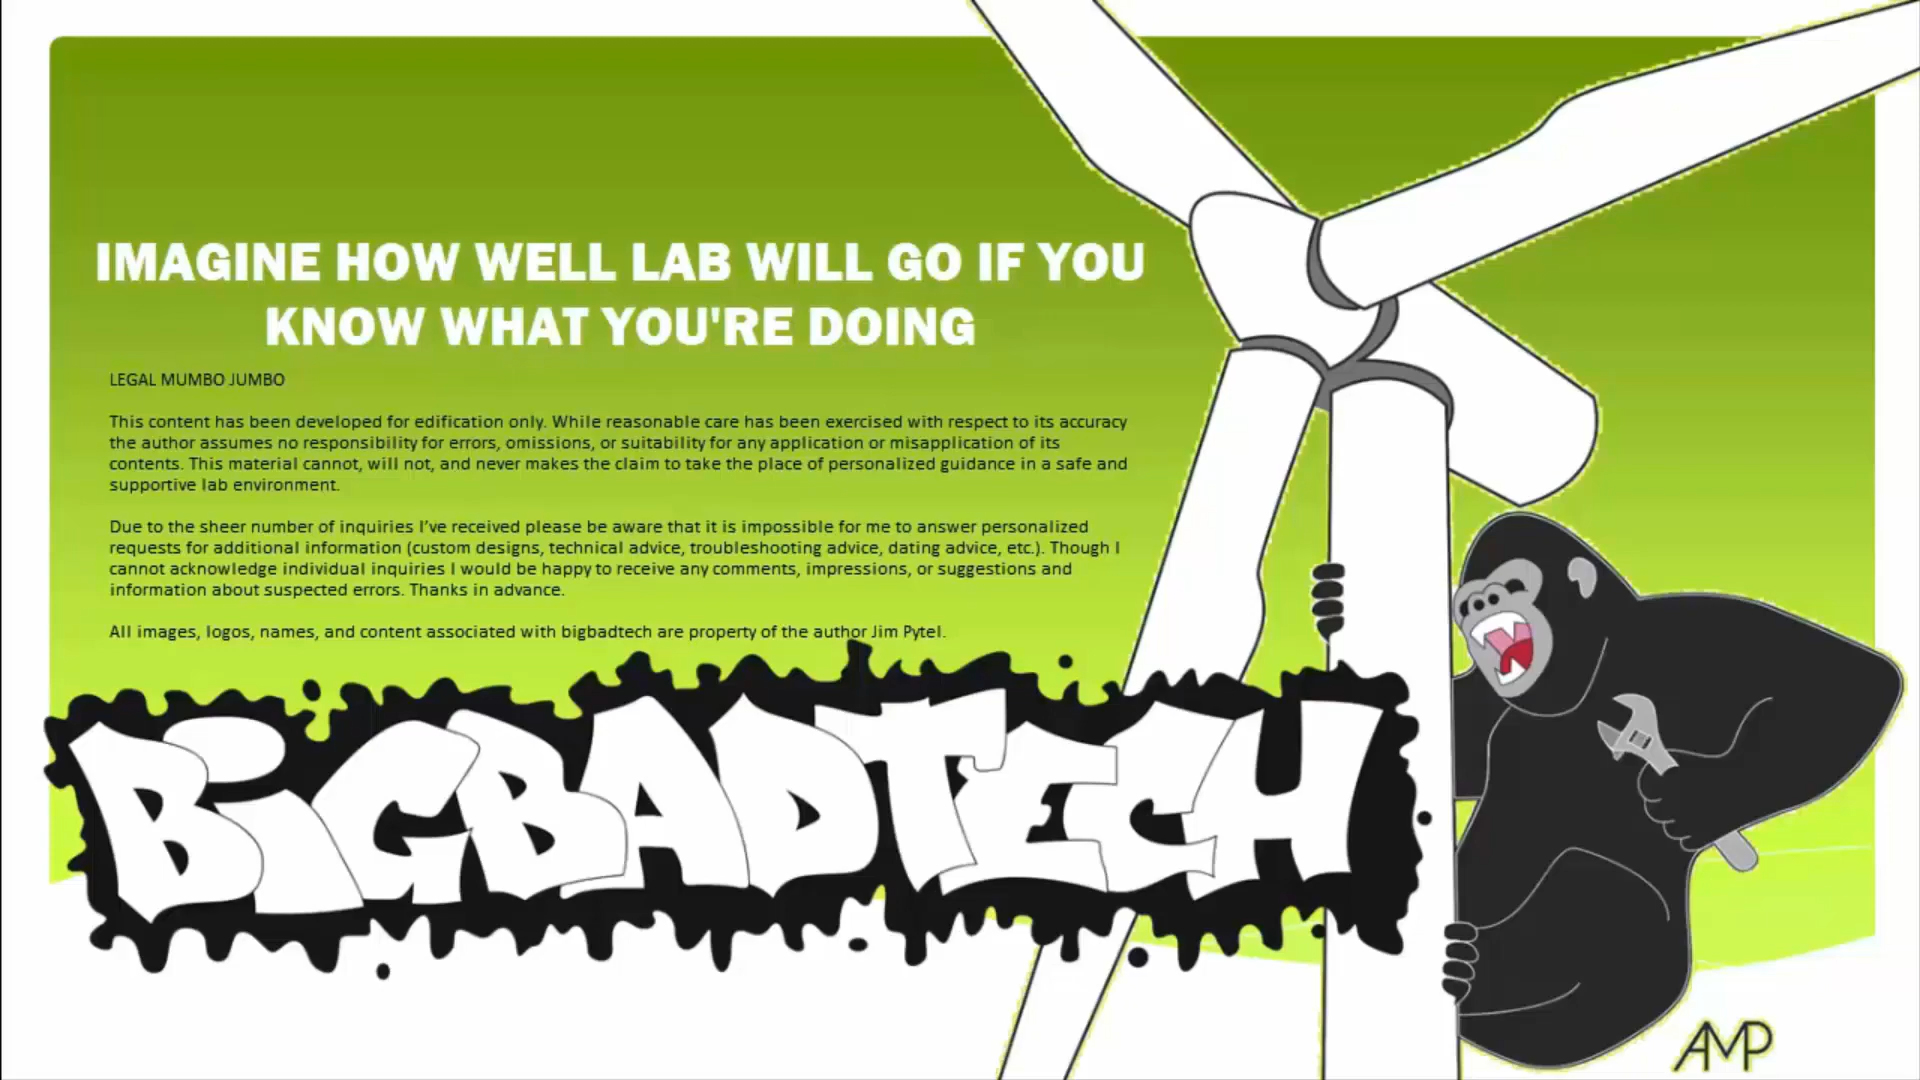 IMAGINE HOW WELL LAB WILL GO IF YOU
KNOW WHAT YOU'RE DOING
LEGAL MUMBO JUMBO
This content has been developed for edification only. While reasonable care has been exercised with respect to its accuracy
the author assumes no responsibility for errors, omissions, or suitability for any application or misapplication of its
contents. This material cannot, will not, and never makes the claim to take the place of personalized guidance in a safe and
supportive lab environment.
Due to the sheer number of inquiries I’ve received please be aware that it is impossible for me to answer personalized
requests for additional information (custom designs, technical advice, troubleshooting advice, dating advice, etc.). Though I
cannot acknowledge individual inquiries I would be happy to receive any comments, impressions, or suggestions and
information about suspected errors. Thanks in advance.
All images, logos, names, and content associated with bigbadtech are property of the author Jim Pytel.
BiGBADTECH
AMP